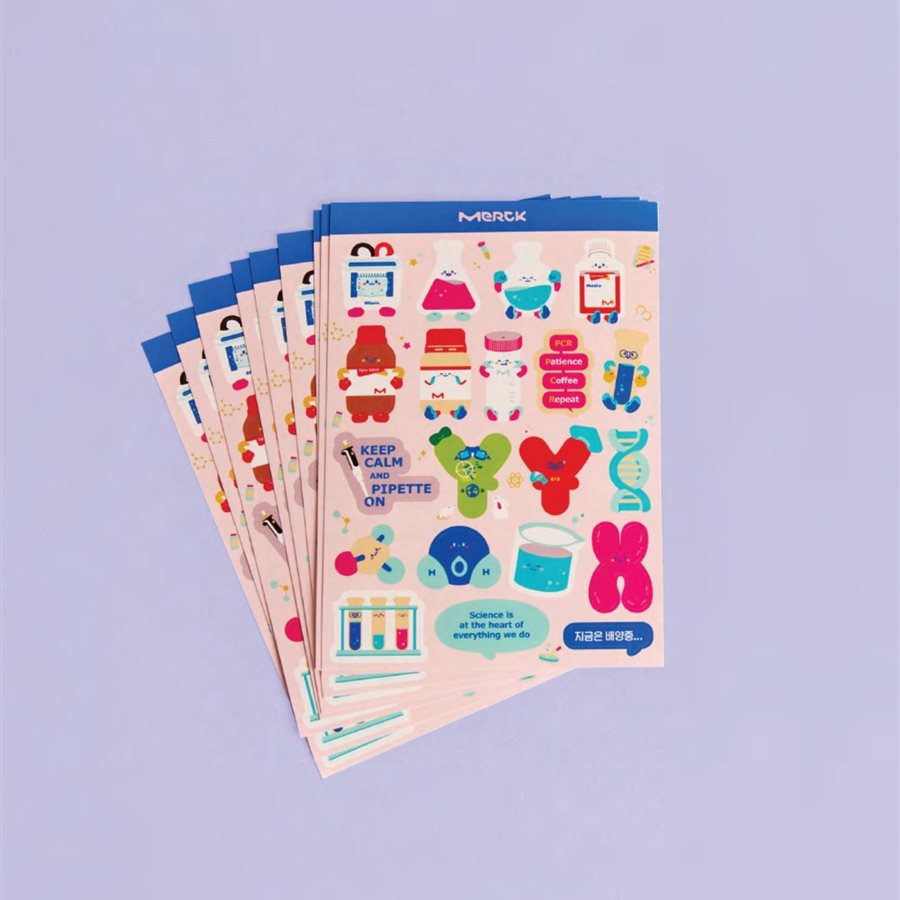 Merck
Media
M
M
M
PCR
Patience
Coffee
Repeat
KEEP
CALM
AND
PIPETTE
ON
H O H
Science is
at the heart of
everything we do
지금은 배양중...